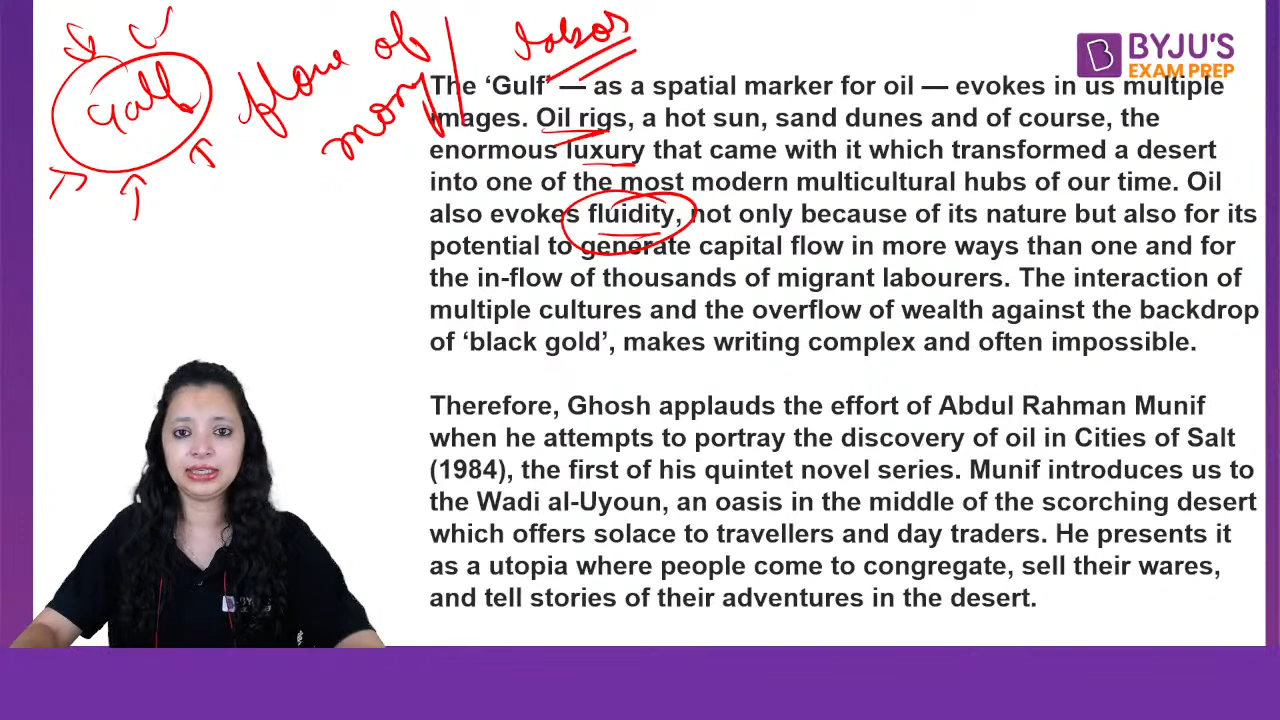 Gulf
flow of
money/
labor
BYJU'S
EXAM PREP
The ‘Gulf’ — as a spatial marker for oil — evokes in us multiple
images. Oil rigs, a hot sun, sand dunes and of course, the
enormous luxury that came with it which transformed a desert
into one of the most modern multicultural hubs of our time. Oil
also evokes fluidity, not only because of its nature but also for its
potential to generate capital flow in more ways than one and for
the in-flow of thousands of migrant labourers. The interaction of
multiple cultures and the overflow of wealth against the backdrop
of ‘black gold’, makes writing complex and often impossible.
Therefore, Ghosh applauds the effort of Abdul Rahman Munif
when he attempts to portray the discovery of oil in Cities of Salt
(1984), the first of his quintet novel series. Munif introduces us to
the Wadi al-Uyoun, an oasis in the middle of the scorching desert
which offers solace to travellers and day traders. He presents it
as a utopia where people come to congregate, sell their wares,
and tell stories of their adventures in the desert.